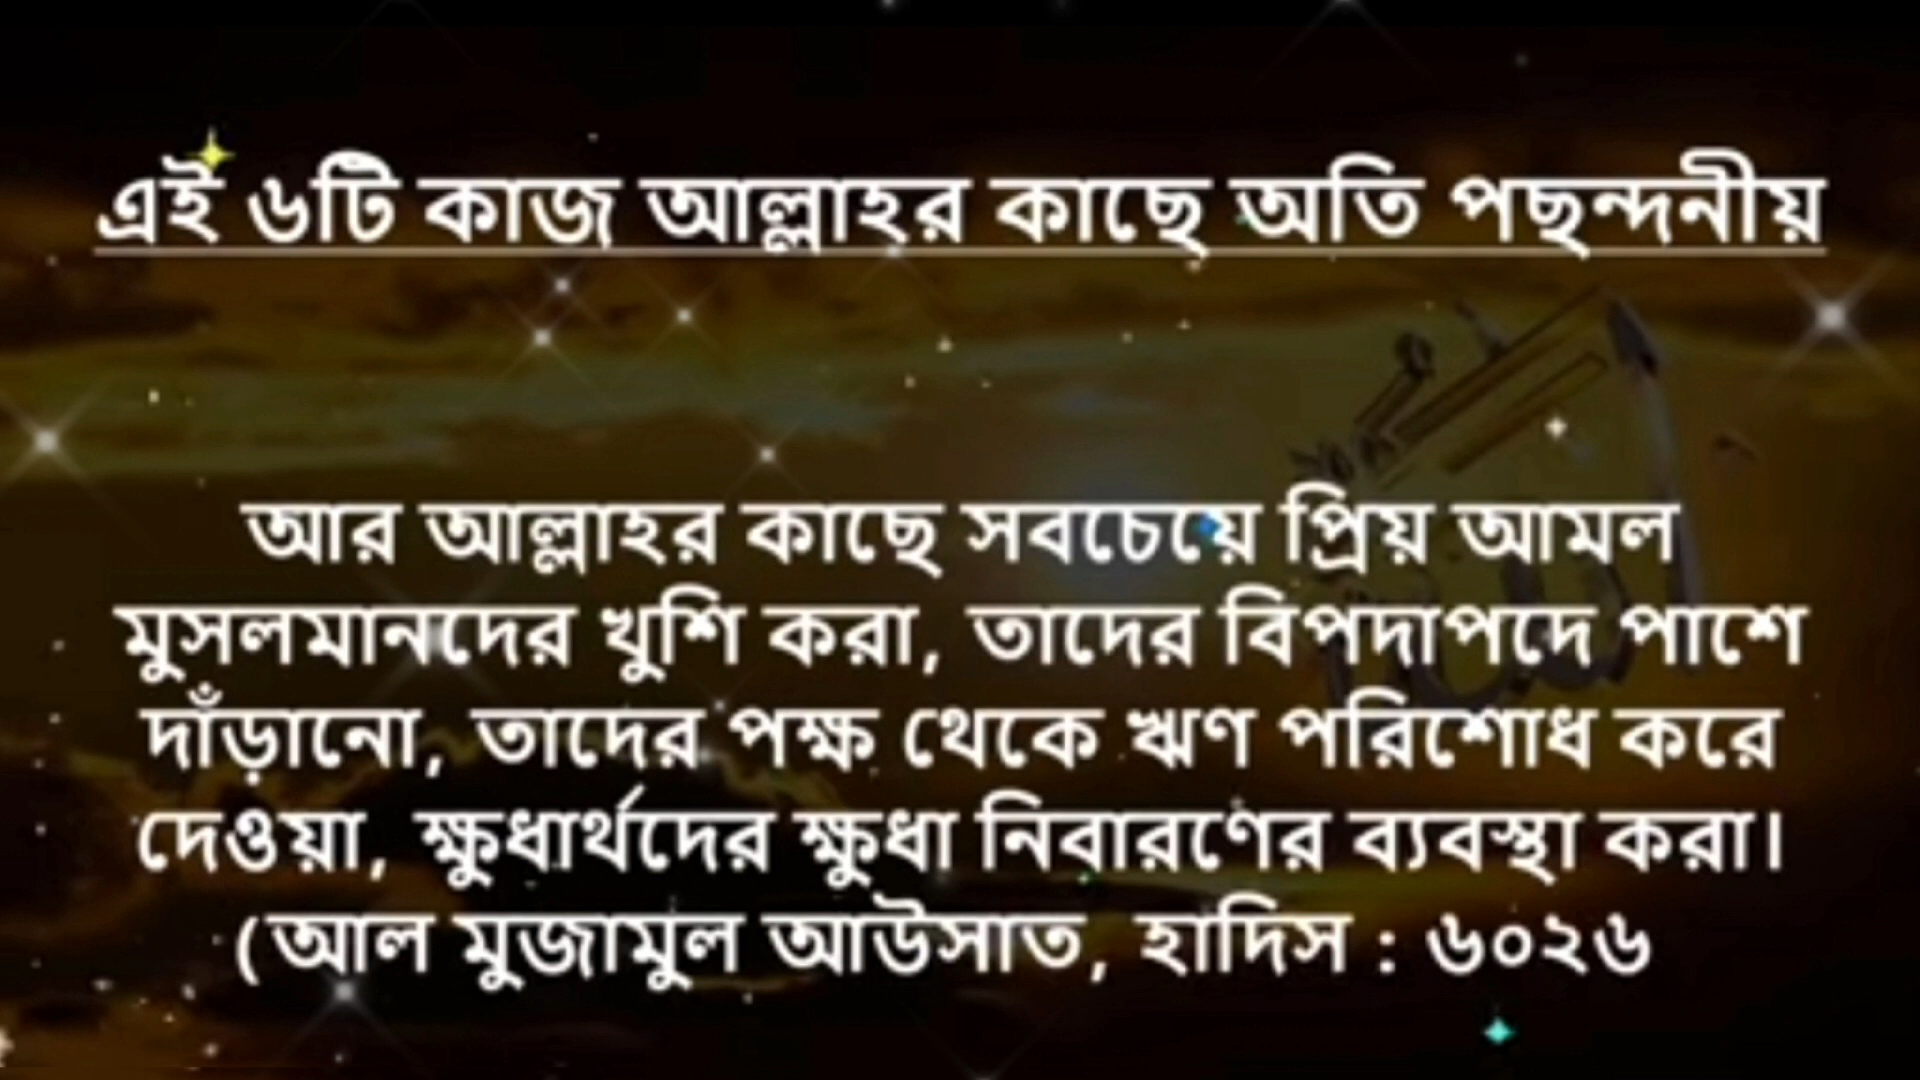 এই ৬টি কাজ আল্লাহর কাছে অতি পছন্দনীয়
আর আল্লাহর কাছে সবচেয়ে প্রিয় আমল
মুসলমানদের খুশি করা, তাদের বিপদাপদে পাশে
দাঁড়ানো, তাদের পক্ষ থেকে ঋণ পরিশোধ করে
দেওয়া, ক্ষুধার্থদের ক্ষুধা নিবারণের ব্যবস্থা করা।
(আল মুজামুল আউসাত, হাদিস : ৬০২৬